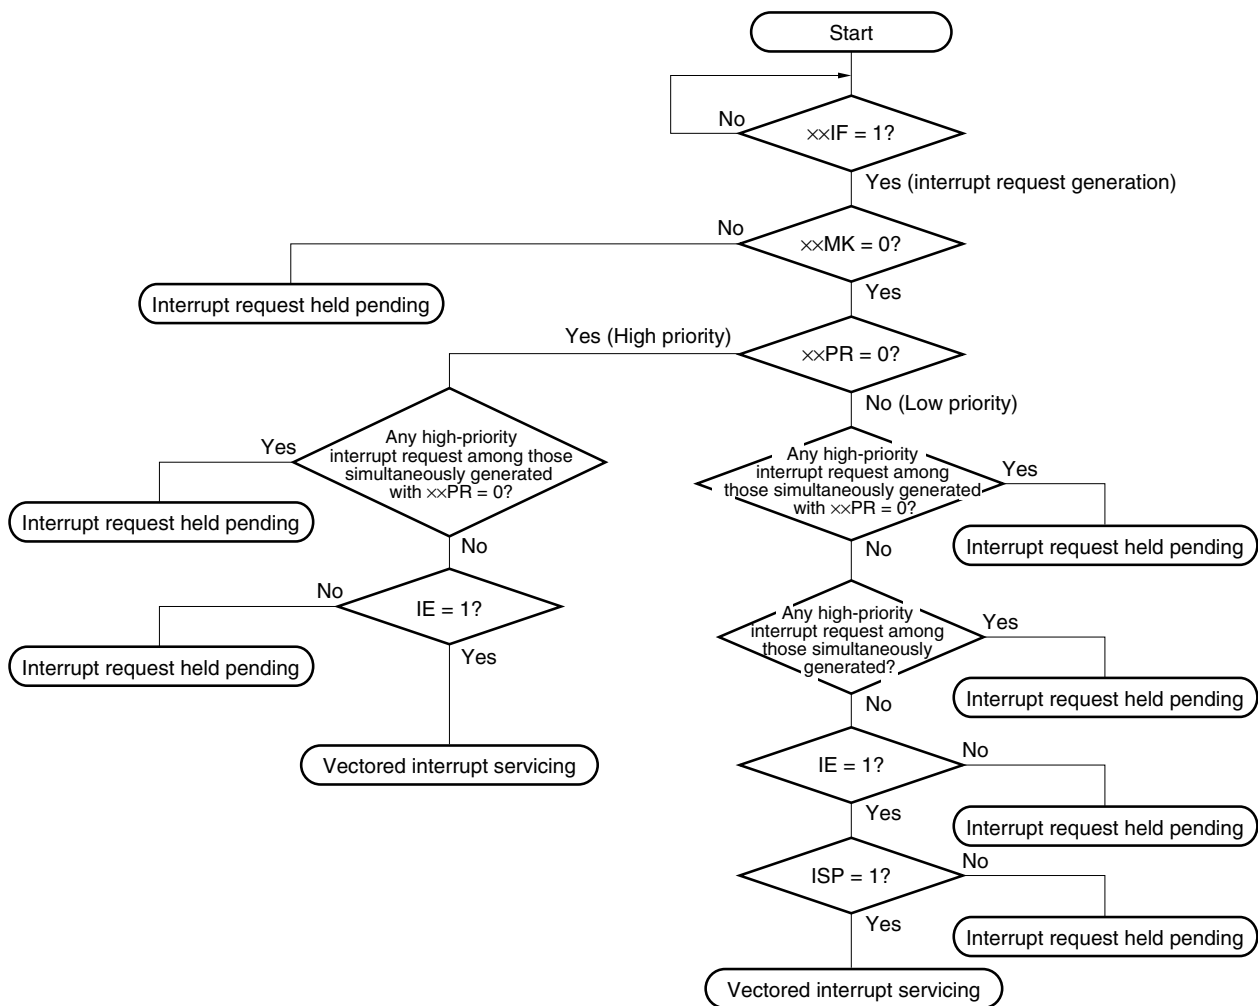 Start
No
××IF = 1?
Yes (interrupt request generation)
No
××MK = 0?
Interrupt request held pending
Yes
Yes (High priority)
××PR = 0?
No (Low priority)
Yes
Any high-priority
interrupt request among those
simultaneously generated
with ××PR = 0?
Any high-priority
interrupt request among
those simultaneously generated
with ××PR = 0?
Yes
Interrupt request held pending
Interrupt request held pending
No
No
No
IE = 1?
Any high-priority
interrupt request among
those simultaneously
generated?
Yes
Interrupt request held pending
Yes
Interrupt request held pending
No
Vectored interrupt servicing
IE = 1?
No
Yes
Interrupt request held pending
ISP = 1?
No
Yes
Interrupt request held pending
Vectored interrupt servicing